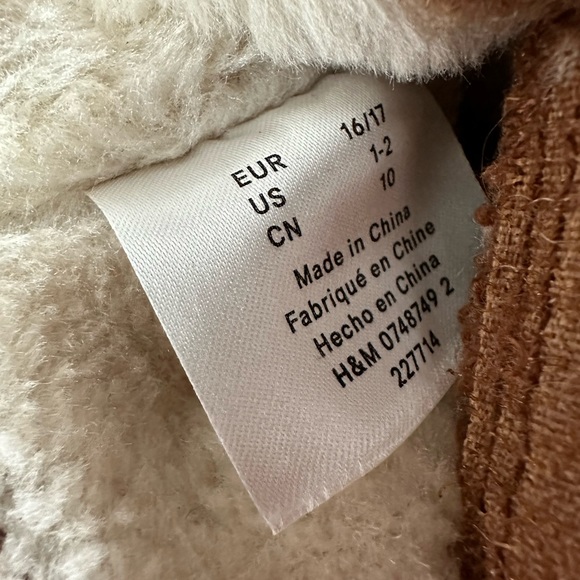 EUR 16/17
US 1-2
CN 10
Made in China
Fabriqué en Chine
Hecho en China
H&M 0748749 2
227714